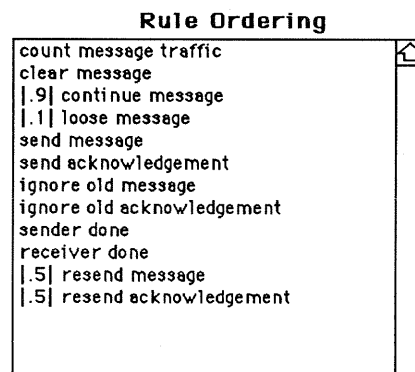 Rule Ordering
count message traffic
clear message
|.9| continue message
|.1| loose message
send message
send acknowledgement
ignore old message
ignore old acknowledgement
sender done
receiver done
|.5| resend message
|.5| resend acknowledgement